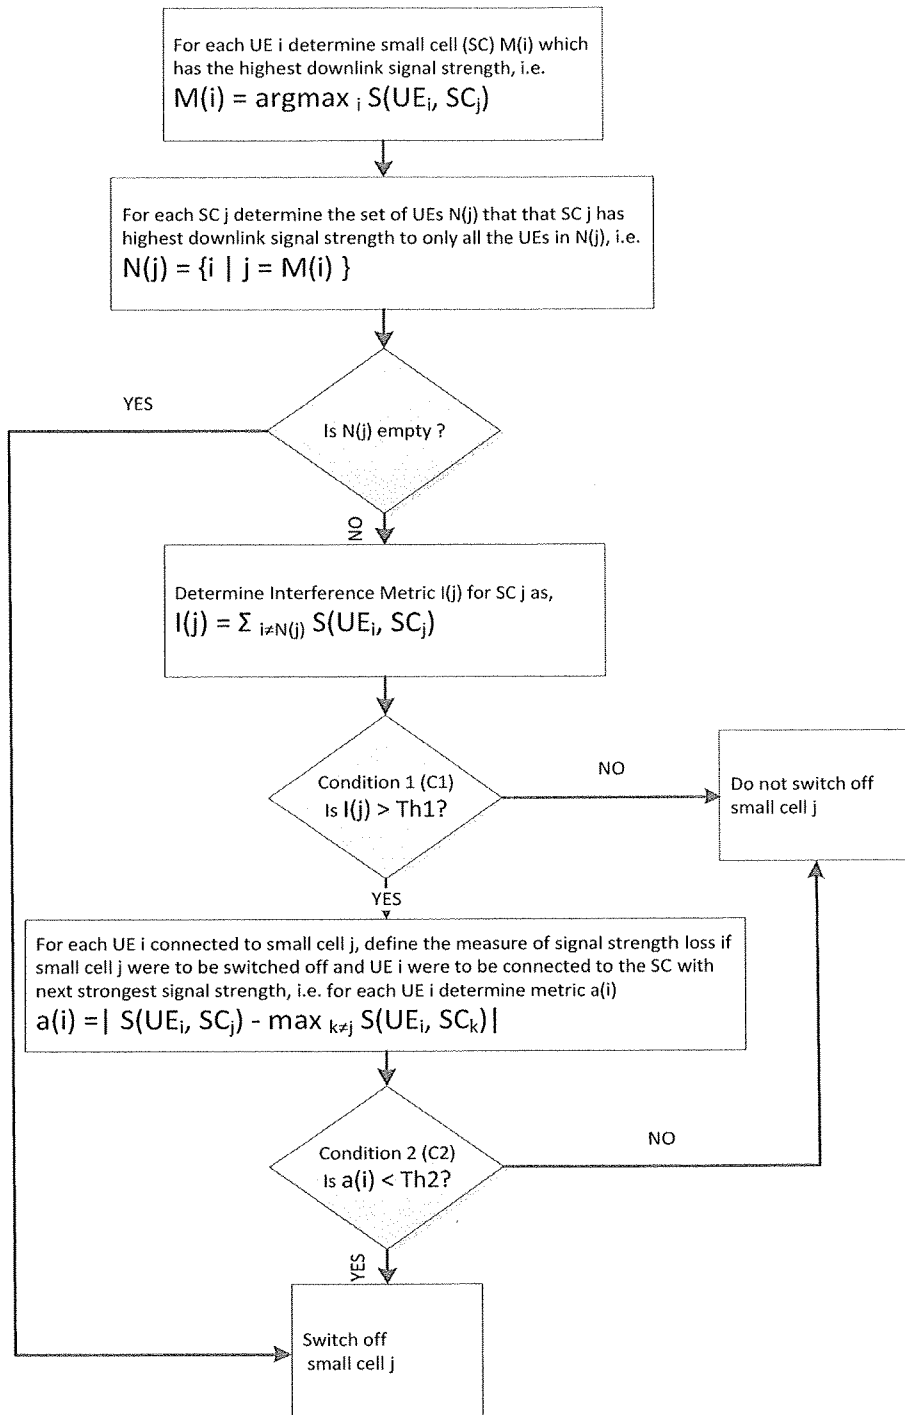 For each UE i determine small cell (SC) M(i) which
has the highest downlink signal strength, i.e.
M(i) = argmax i S(UEi, SCj)
For each SC j determine the set of UEs N(j) that that SC j has
highest downlink signal strength to only all the UEs in N(j), i.e.
N(j) = {i | j = M(i) }
YES
Is N(j) empty ?
NO
Determine Interference Metric I(j) for SC j as,
I(j) = Σ i≠N(j) S(UEi, SCj)
Condition 1 (C1)
Is I(j) > Th1?
NO
Do not switch off
small cell j
YES
For each UE i connected to small cell j, define the measure of signal strength loss if
small cell j were to be switched off and UE i were to be connected to the SC with
next strongest signal strength, i.e. for each UE i determine metric a(i)
a(i) =| S(UEi, SCj) - max k≠j S(UEi, SCk)|
Condition 2 (C2)
Is a(i) < Th2?
NO
YES
Switch off
small cell j